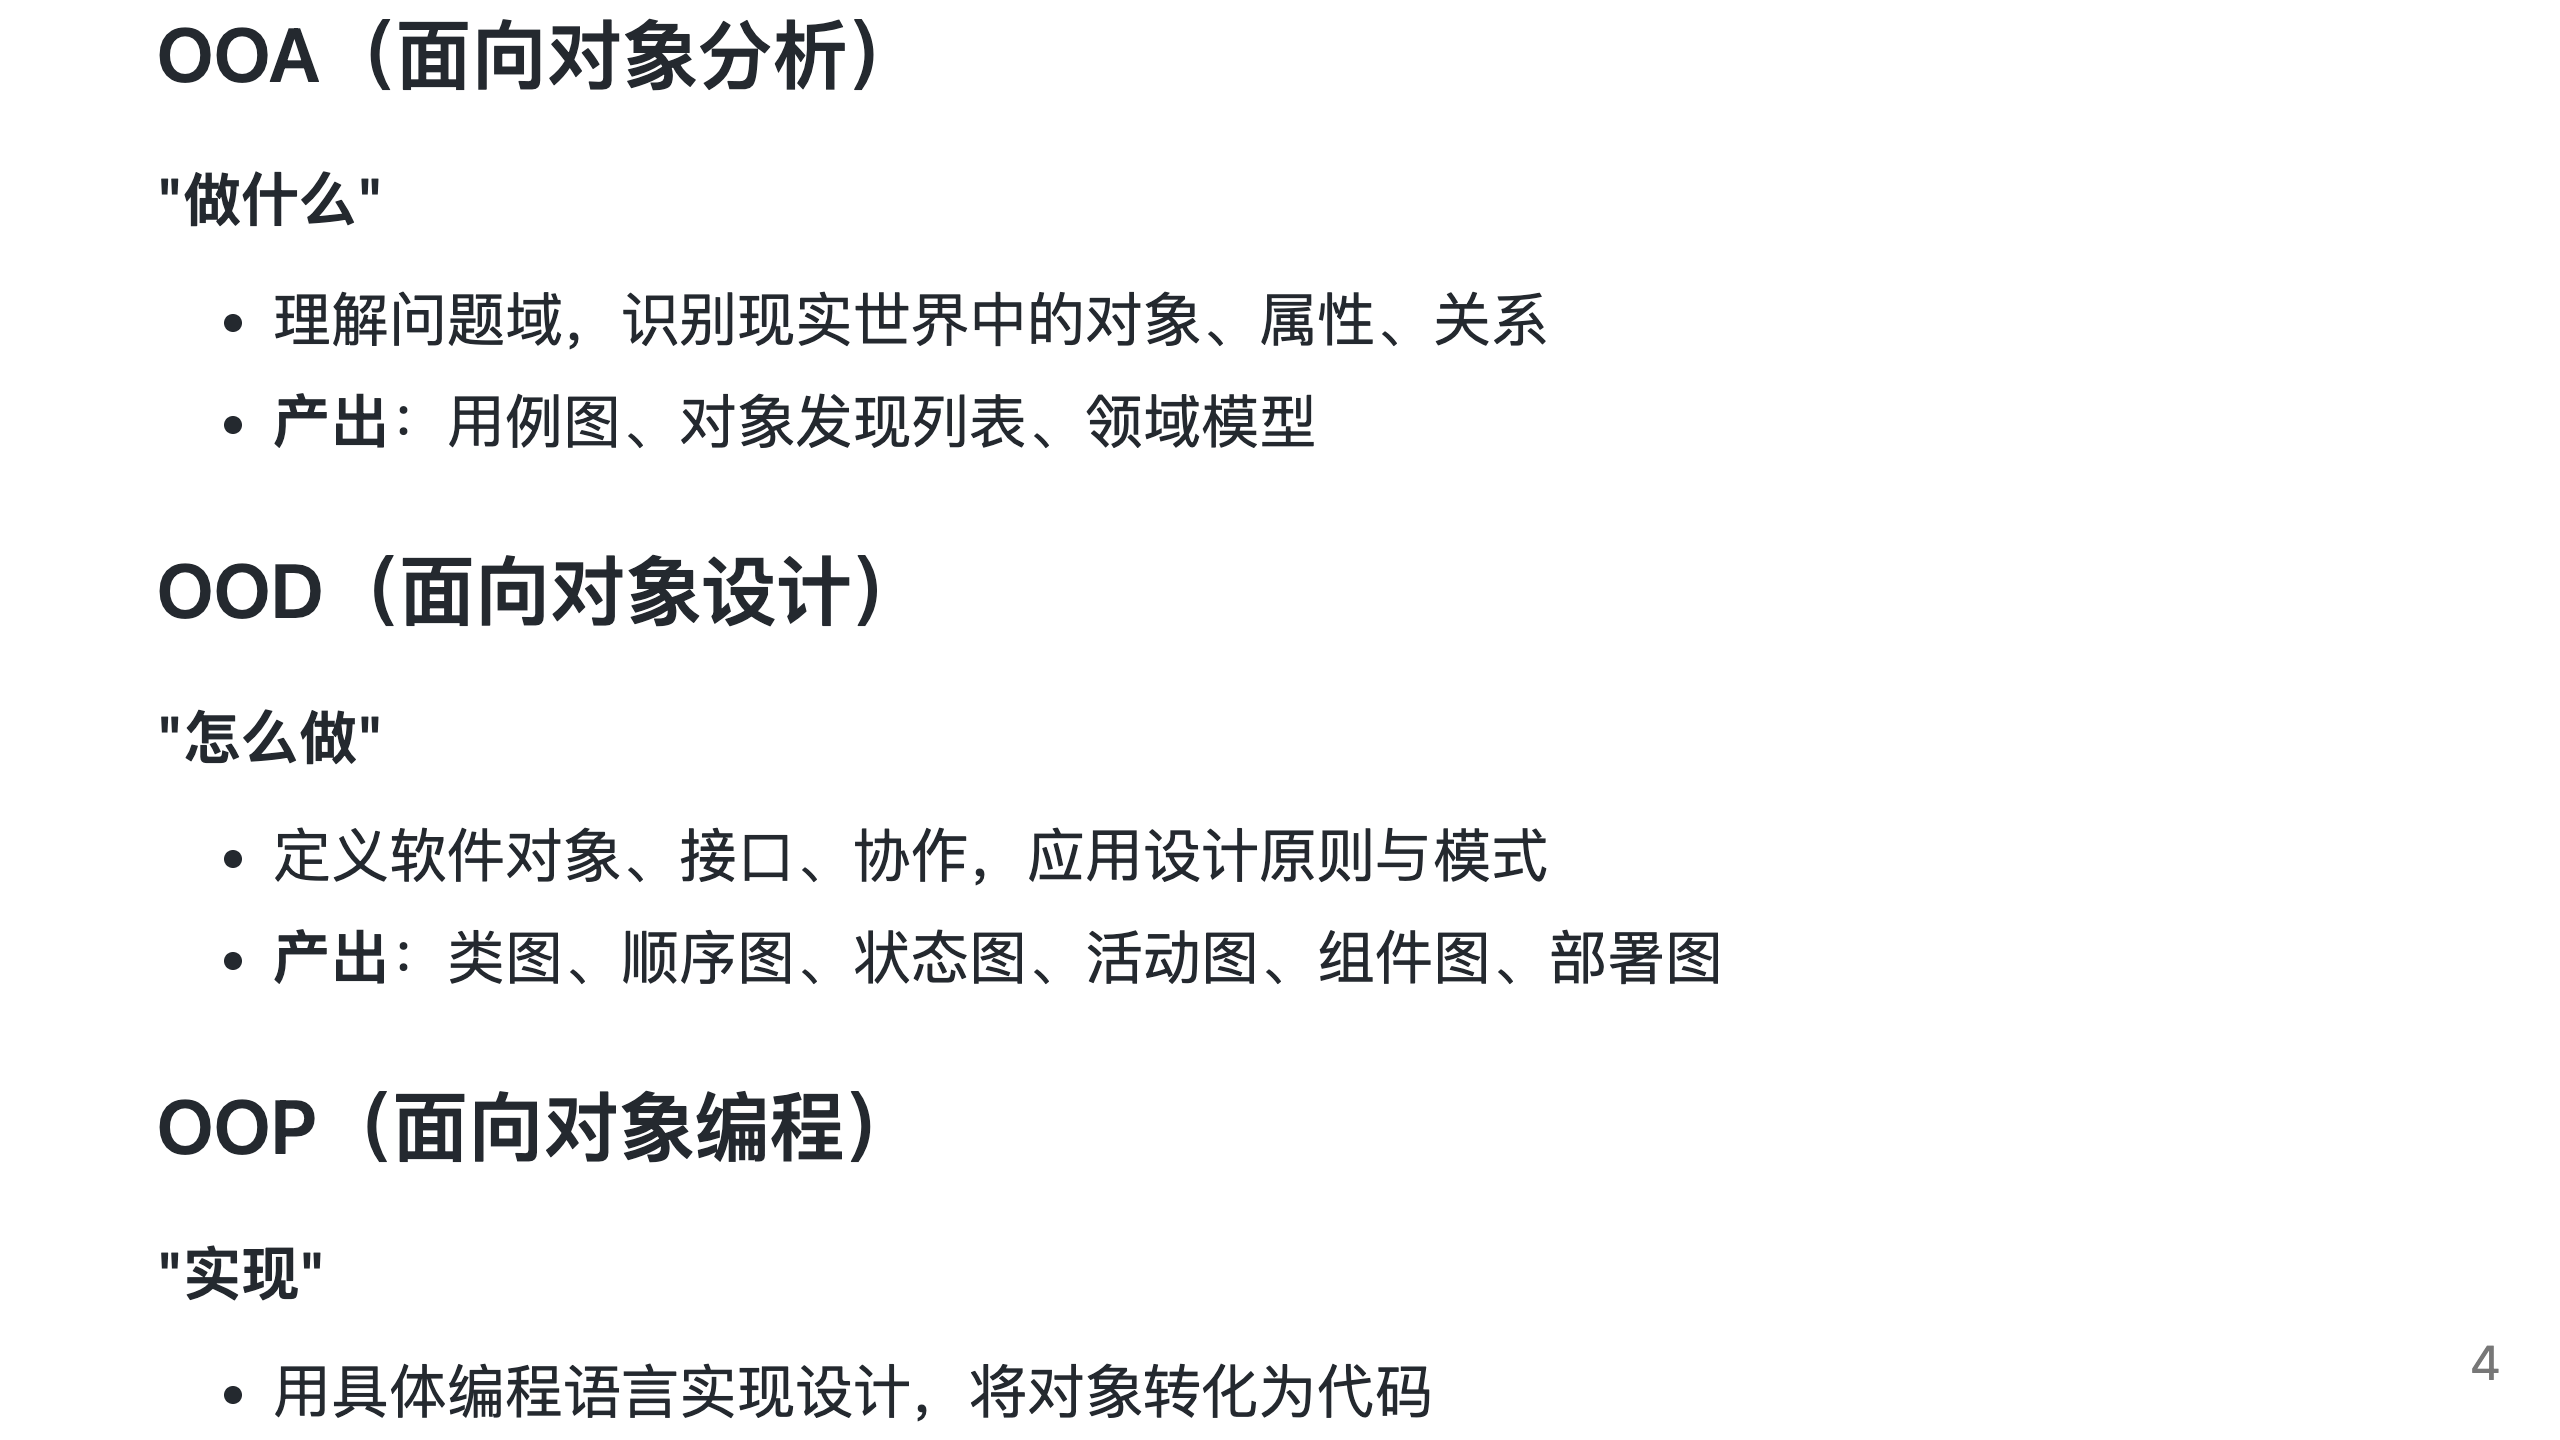 OOA（面向对象分析）
"做什么"
• 理解问题域，识别现实世界中的对象、属性、关系
• 产出：用例图、对象发现列表、领域模型
OOD（面向对象设计）
"怎么做"
• 定义软件对象、接口、协作，应用设计原则与模式
• 产出：类图、顺序图、状态图、活动图、组件图、部署图
OOP（面向对象编程）
"实现"
• 用具体编程语言实现设计，将对象转化为代码
4